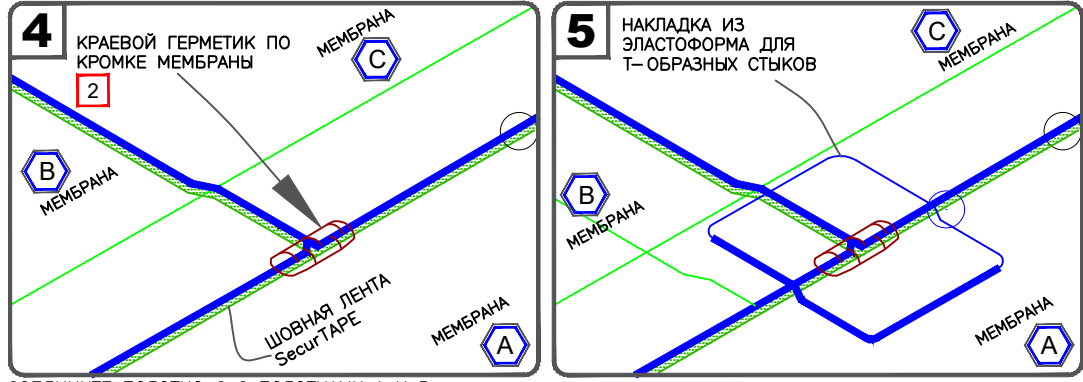 4
КРАЕВОЙ ГЕРМЕТИК ПО
КРОМКЕ МЕМБРАНЫ
2
МЕМБРАНА
C
B
МЕМБРАНА
ШОВНАЯ ЛЕНТА
SecurTAPE
МЕМБРАНА
A
5
НАКЛАДКА ИЗ
ЭЛАСТОФОРМА ДЛЯ
Т–ОБРАЗНЫХ СТЫКОВ
C
МЕМБРАНА
B
МЕМБРАНА
МЕМБРАНА
A